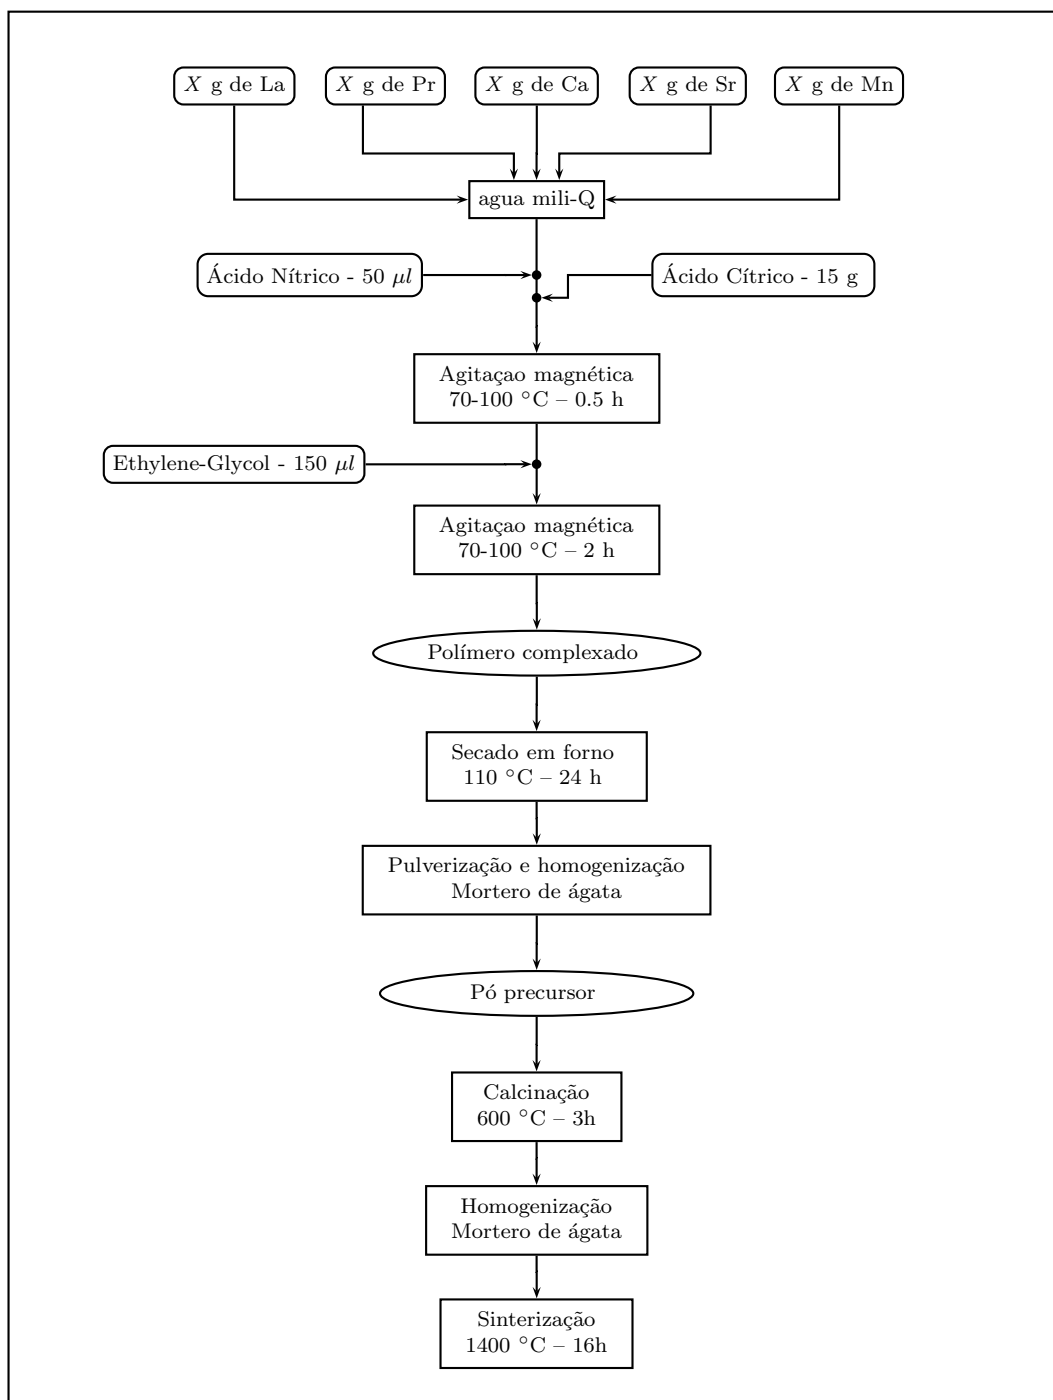 X g de La
X g de Pr
X g de Ca
X g de Sr
X g de Mn
agua mili-Q
Ácido Nítrico - 50 μl
Ácido Cítrico - 15 g
Agitaçao magnética
70-100 °C – 0.5 h
Ethylene-Glycol - 150 μl
Agitaçao magnética
70-100 °C – 2 h
Polímero complexado
Secado em forno
110 °C – 24 h
Pulverização e homogenização
Mortero de ágata
Pó precursor
Calcinação
600 °C – 3h
Homogenização
Mortero de ágata
Sinterização
1400 °C – 16h